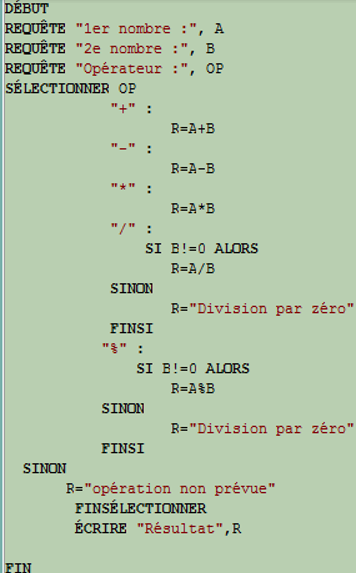 DÉBUT
REQUÊTE "1er nombre :", A
REQUÊTE "2e nombre :", B
REQUÊTE "Opérateur :", OP
SÉLECTIONNER OP
"+" :
R=A+B
"-" :
R=A-B
"*" :
R=A*B
"/" :
SI B!=0 ALORS
R=A/B
SINON
R="Division par zéro"
FINSI
"%" :
SI B!=0 ALORS
R=A%B
SINON
R="Division par zéro"
FINSI
SINON
R="opération non prévue"
FINSÉLECTIONNER
ÉCRIRE "Résultat",R
FIN